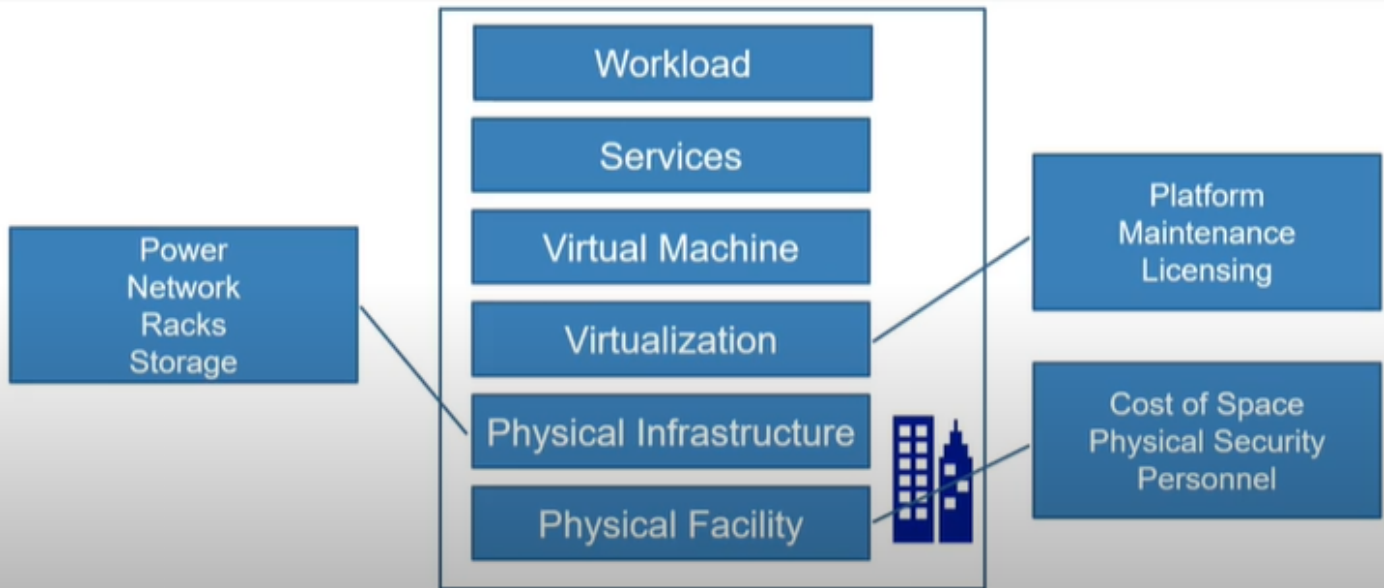 Workload
Services
Virtual Machine
Virtualization
Physical Infrastructure
Physical Facility
Power
Network
Racks
Storage
Platform
Maintenance
Licensing
Cost of Space
Physical Security
Personnel